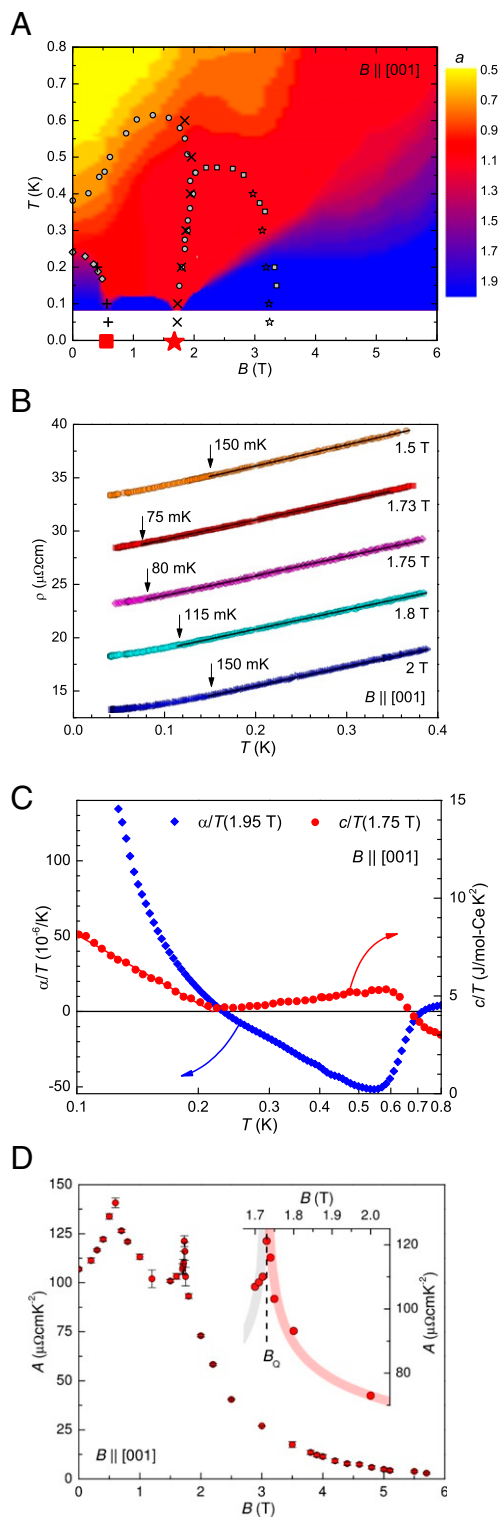 A
B || [001]
a
0.8
0.7
0.6
0.5
0.4
0.3
0.2
0.1
0.0
T (K)
0 1 2 3 4 5 6
B (T)
0.5
0.7
0.9
1.1
1.3
1.5
1.7
1.9
B
40
35
30
25
20
15
ρ (μΩcm)
150 mK
1.5 T
75 mK
1.73 T
80 mK
1.75 T
115 mK
1.8 T
150 mK
2 T
B || [001]
0.0 0.1 0.2 0.3 0.4
T (K)
C
α/T(1.95 T) c/T(1.75 T)
B || [001]
100
50
0
-50
α/T (10⁻⁶/K)
15
10
5
0
c/T (J/mol-Ce K²)
0.1 0.2 0.3 0.4 0.5 0.6 0.7 0.8
T (K)
D
150
125
100
75
50
25
0
A (μΩcmK⁻²)
B (T)
1.7 1.8 1.9 2.0
120
100
80
A (μΩcmK⁻²)
B_Q
B || [001]
0 1 2 3 4 5 6
B (T)